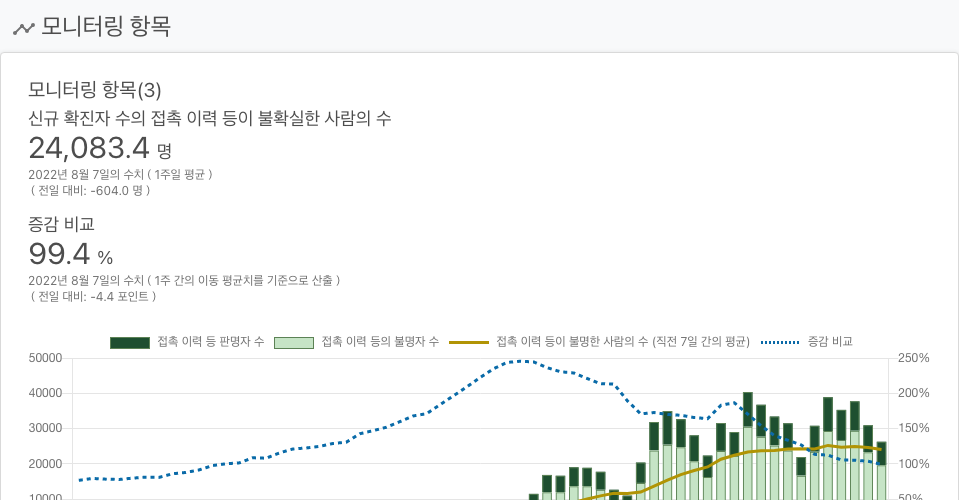 모니터링 항목
모니터링 항목(3)
신규 확진자 수의 접촉 이력 등이 불확실한 사람의 수
24,083.4 명
2022년 8월 7일의 수치 ( 1주일 평균 )
( 전일 대비: -604.0 명 )
증감 비교
99.4 %
2022년 8월 7일의 수치 ( 1주 간의 이동 평균치를 기준으로 산출 )
( 전일 대비: -4.4 포인트 )
접촉 이력 등 판명자 수 접촉 이력 등의 불명자 수 접촉 이력 등이 불명한 사람의 수 (직전 7일 간의 평균) 증감 비교
50000 250%
40000 200%
30000 150%
20000 100%
10000 50%